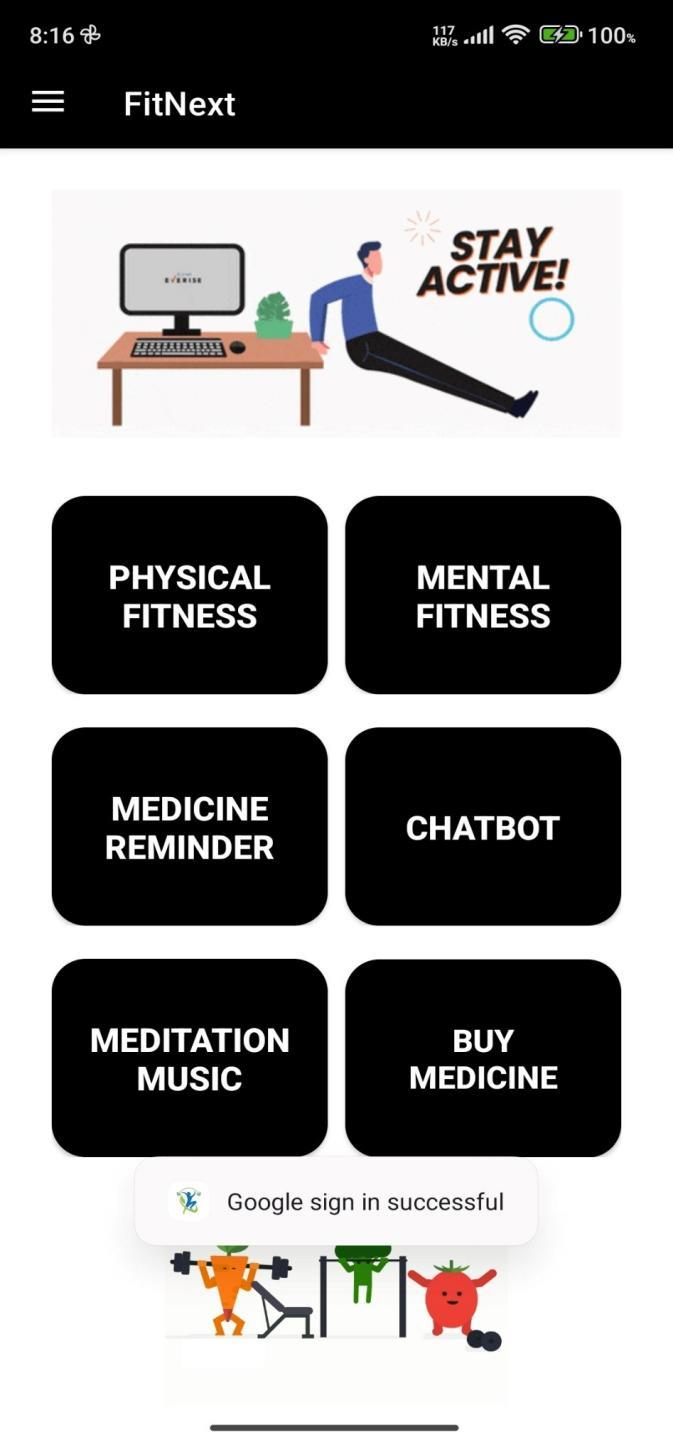 8:16
117
KB/s
100%
FitNext
EVERISE
STAY
ACTIVE!
PHYSICAL
FITNESS
MENTAL
FITNESS
MEDICINE
REMINDER
CHATBOT
MEDITATION
MUSIC
BUY
MEDICINE
Google sign in successful